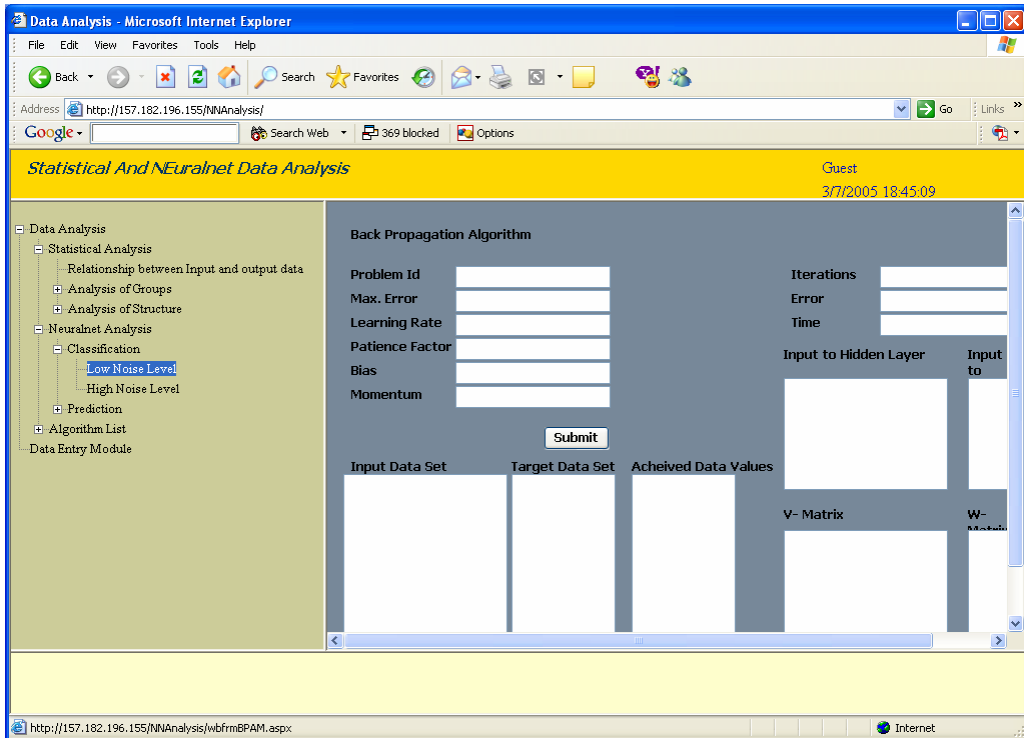 Data Analysis - Microsoft Internet Explorer
File Edit View Favorites Tools Help
Back Search Favorites
Address http://157.182.196.155/NNAnalysis/ Go Links »
Google Search Web 369 blocked Options
Statistical And NEuralnet Data Analysis
Guest
3/7/2005 18:45:09
Data Analysis
Statistical Analysis
Relationship between Input and output data
Analysis of Groups
Analysis of Structure
Neuralnet Analysis
Classification
Low Noise Level
High Noise Level
Prediction
Algorithm List
Data Entry Module
Back Propagation Algorithm
Problem Id
Max. Error
Learning Rate
Patience Factor
Bias
Momentum
Submit
Iterations
Error
Time
Input to Hidden Layer
Input to
Input Data Set Target Data Set Acheived Data Values
V- Matrix
W- Matrix
http://157.182.196.155/NNAnalysis/wbfrmBPAM.aspx Internet